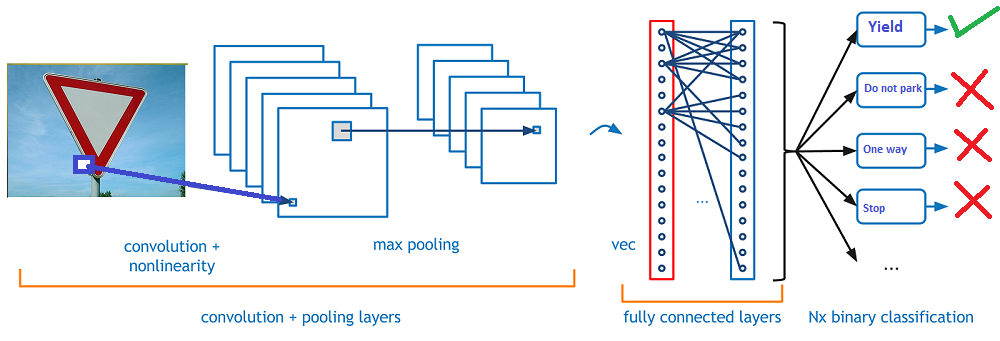 Yield
Do not park
One way
Stop
...
...
convolution +
nonlinearity
max pooling
vec
convolution + pooling layers
fully connected layers
Nx binary classification